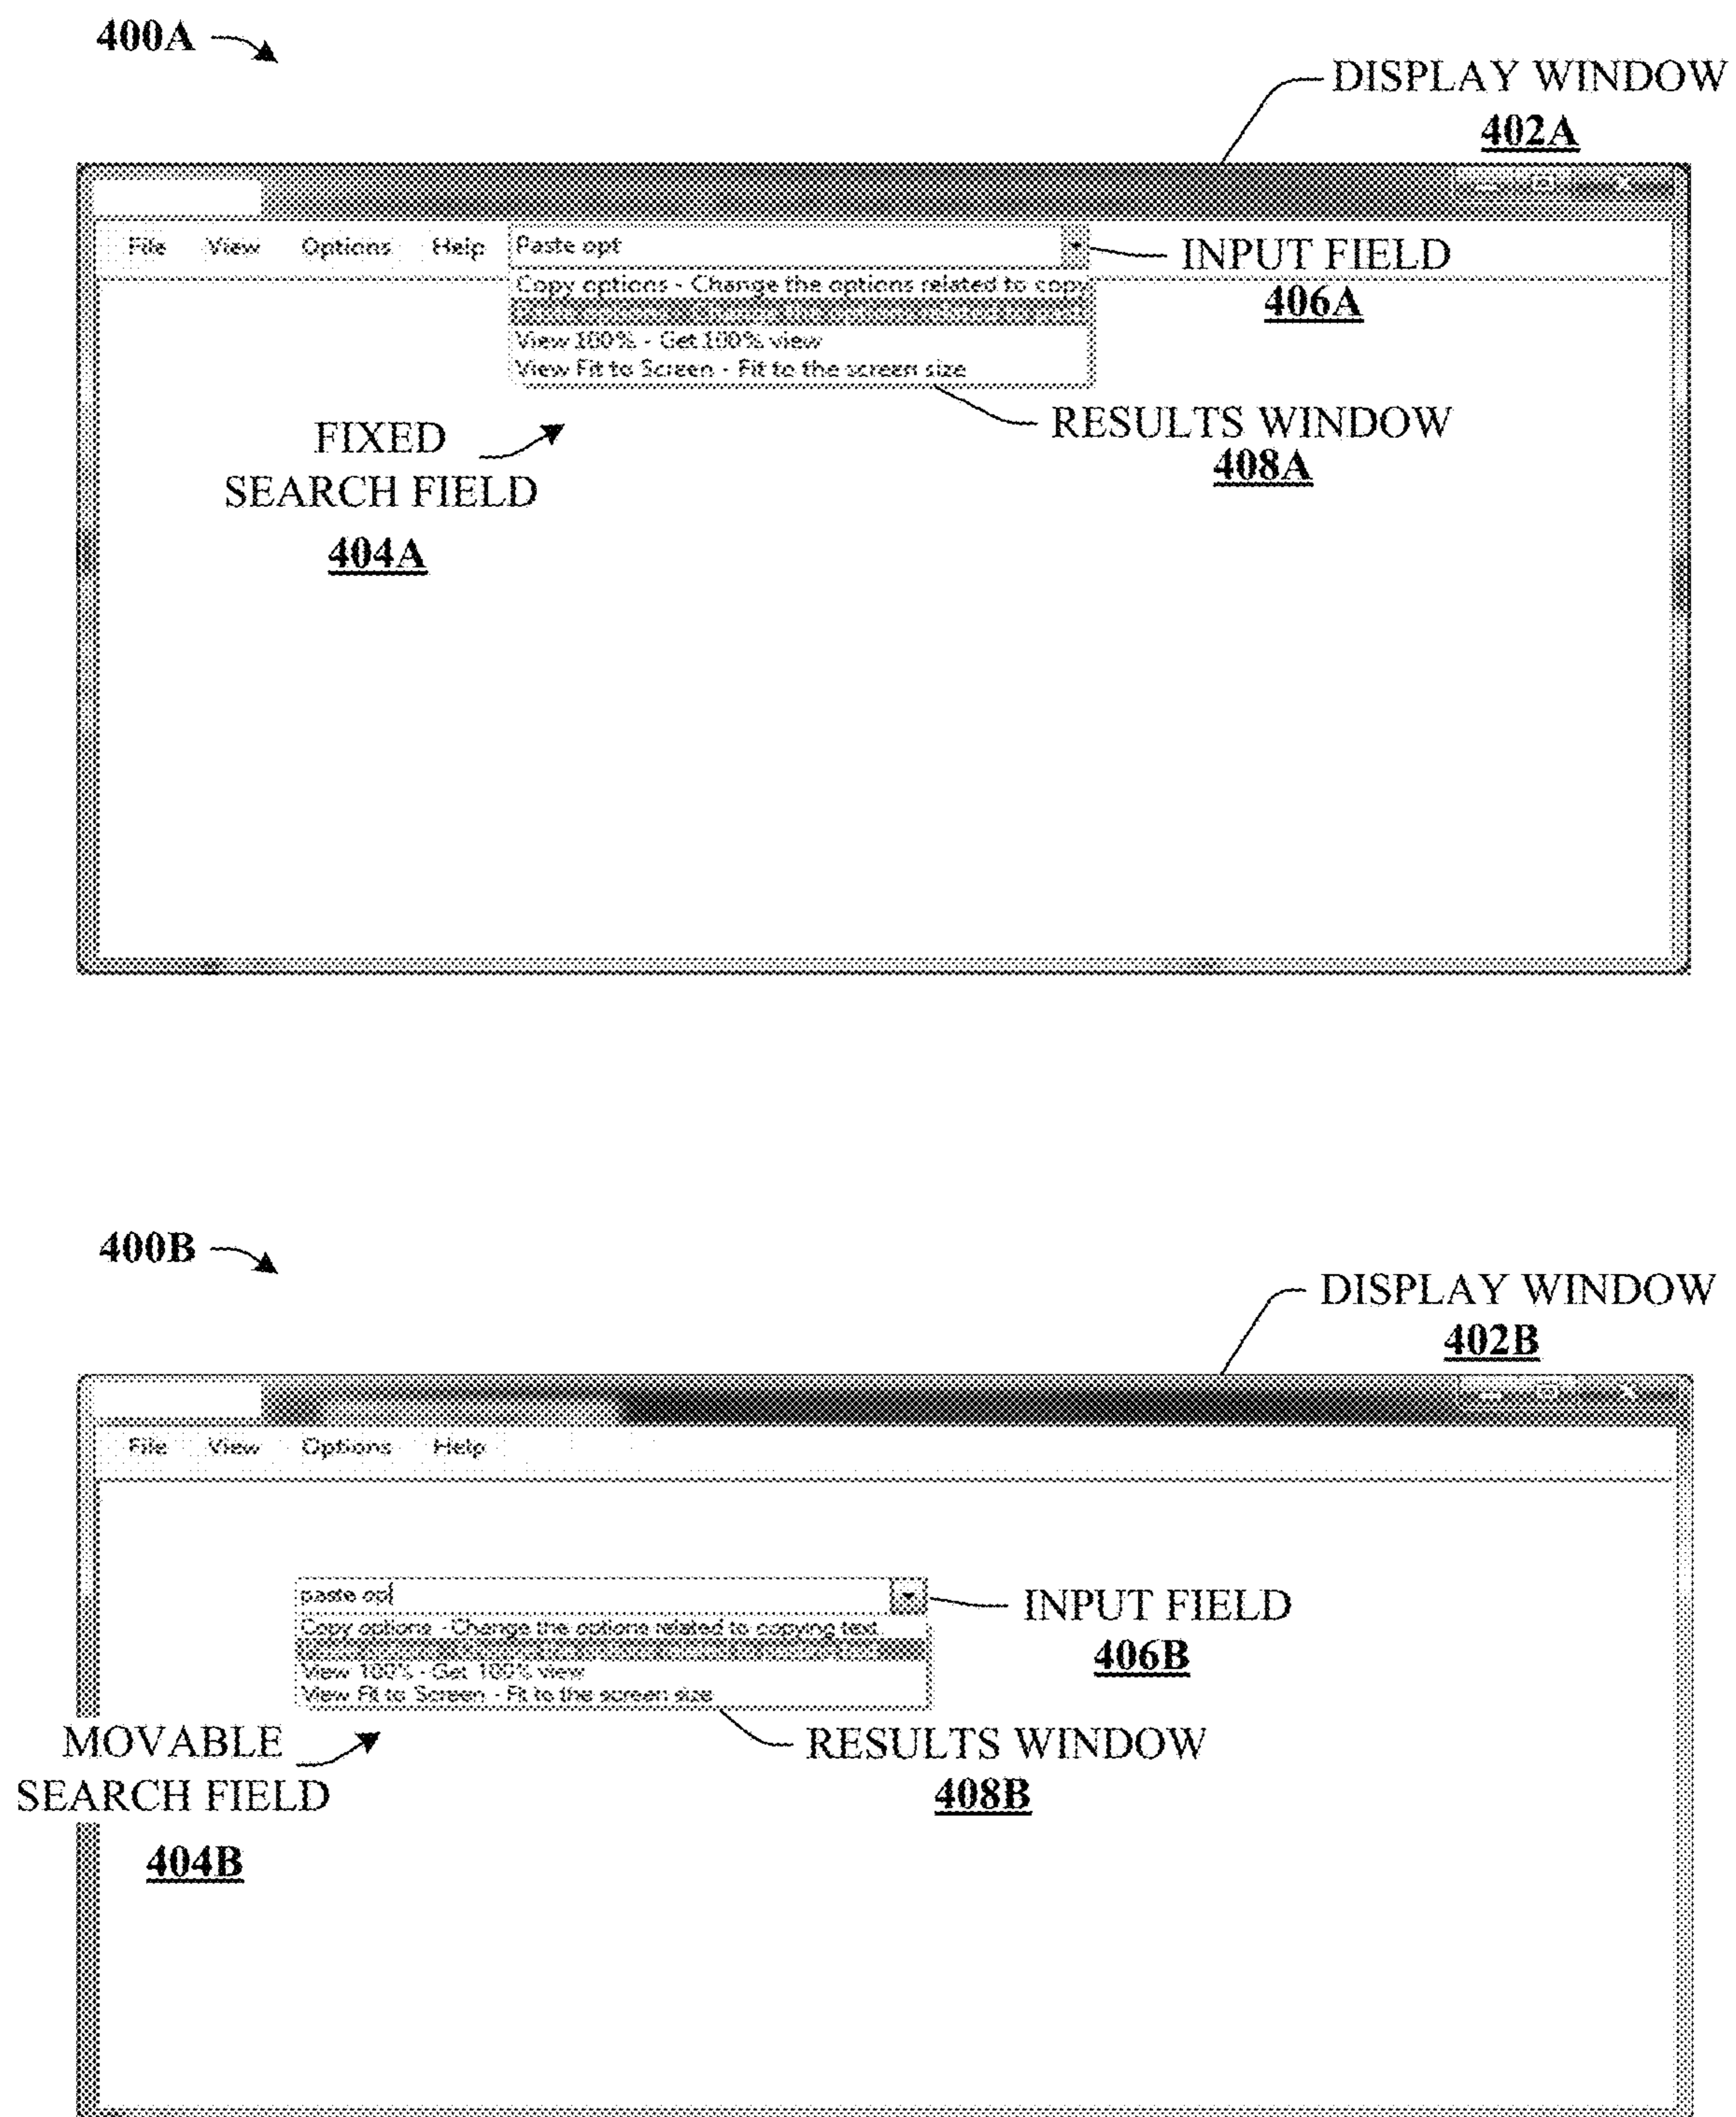 400A
DISPLAY WINDOW
402A
File View Options Help Paste opt
INPUT FIELD
406A
Copy options - Change the options related to copy
View 100% - Get 100% view
View Fit to Screen - Fit to the screen size
RESULTS WINDOW
408A
FIXED
SEARCH FIELD
404A
400B
DISPLAY WINDOW
402B
File View Options Help
paste opt
INPUT FIELD
406B
Copy options - Change the options related to copying text.
View 100% - Get 100% view
View Fit to Screen - Fit to the screen size
RESULTS WINDOW
408B
MOVABLE
SEARCH FIELD
404B